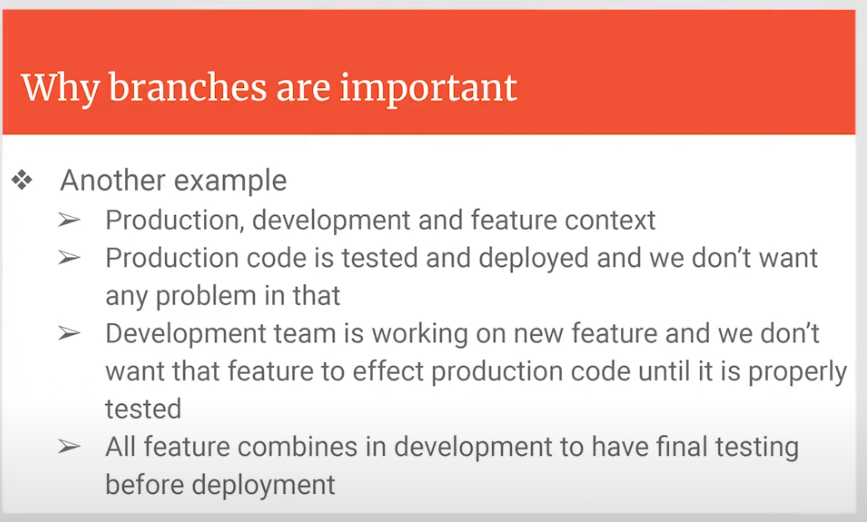 Why branches are important
❖ Another example
➢ Production, development and feature context
➢ Production code is tested and deployed and we don’t want
any problem in that
➢ Development team is working on new feature and we don’t
want that feature to effect production code until it is properly
tested
➢ All feature combines in development to have final testing
before deployment